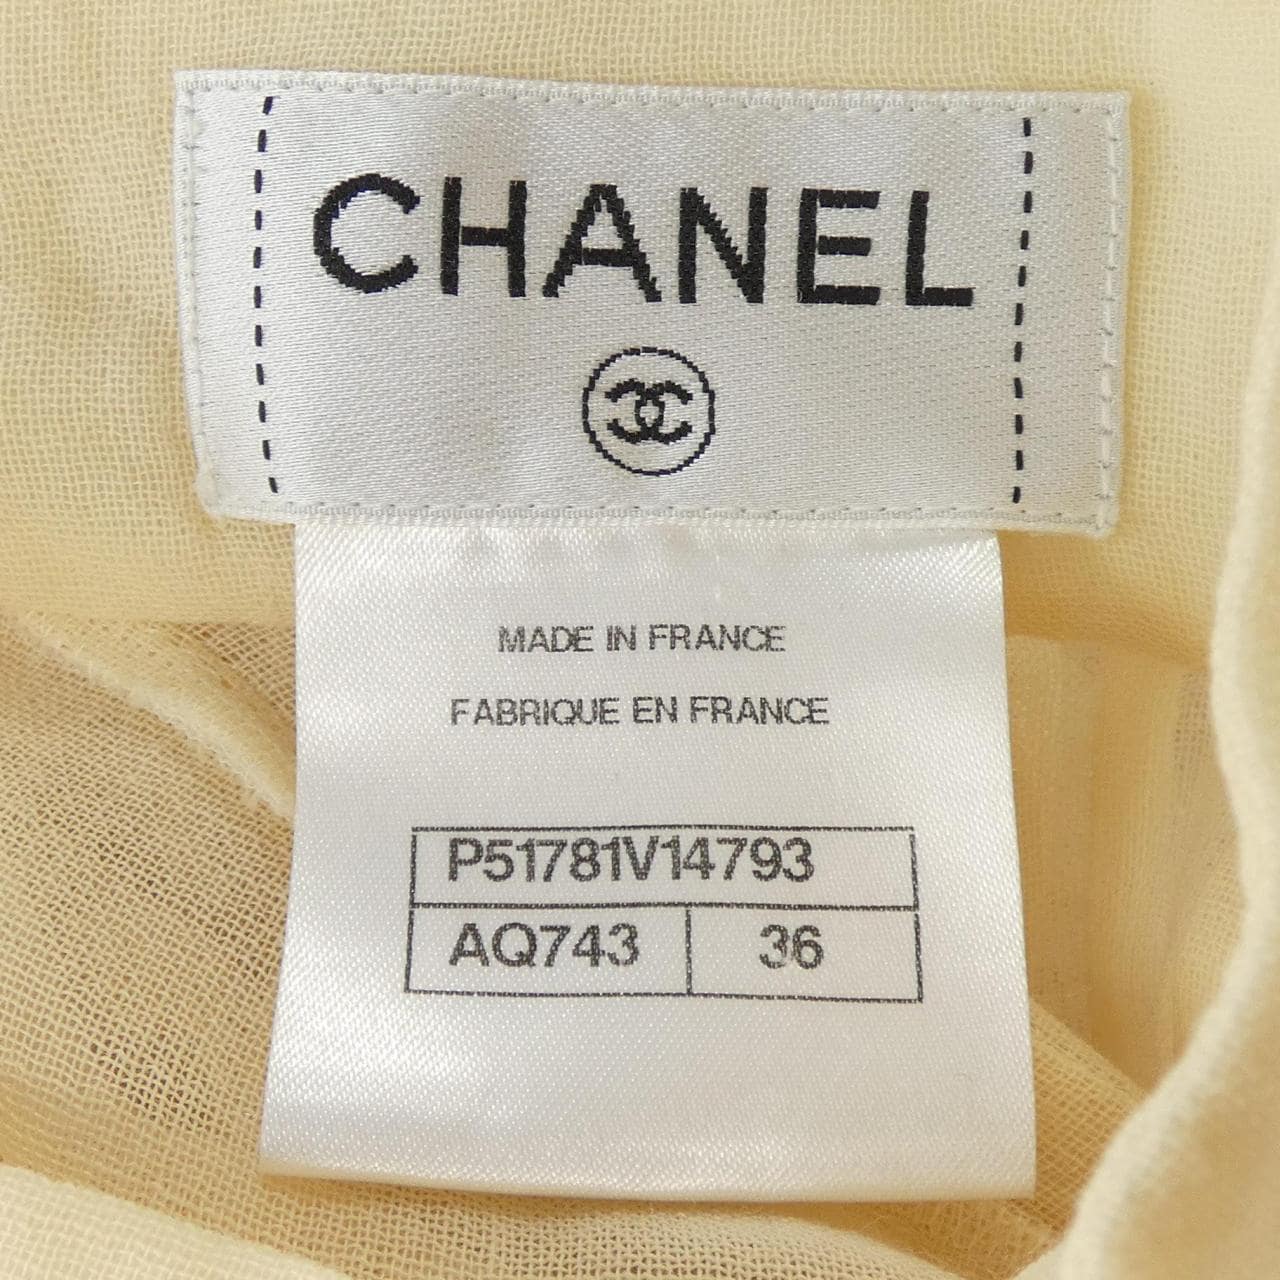 CHANEL
MADE IN FRANCE
FABRIQUE EN FRANCE
P51781V14793
AQ743 36